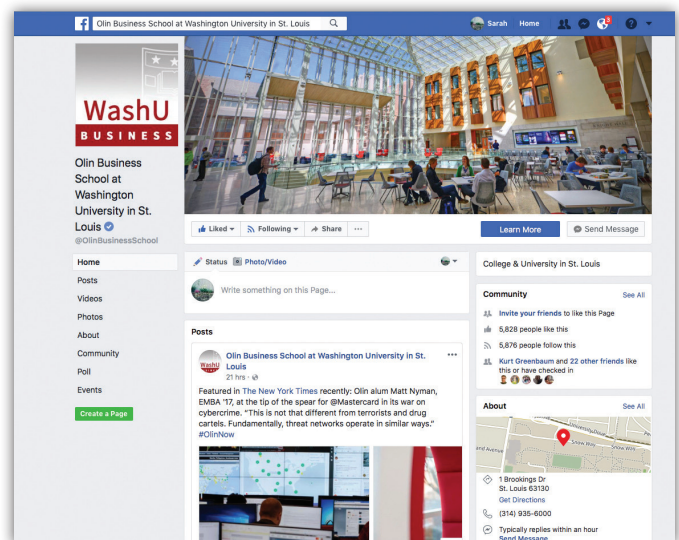 Olin Business School at Washington University in St. Louis
Sarah Home 3
WashU
BUSINESS
Olin Business
School at
Washington
University in St.
Louis
@OlinBusinessSchool
Home
Posts
Videos
Photos
About
Community
Poll
Events
Create a Page
Liked Following Share ...
Learn More Send Message
Status Photo/Video
Write something on this Page...
Posts
WashU
Olin Business School at Washington University in St.
Louis
21 hrs ·
Featured in The New York Times recently: Olin alum Matt Nyman,
EMBA '17, at the tip of the spear for @Mastercard in its war on
cybercrime. “This is not that different from terrorists and drug
cartels. Fundamentally, threat networks operate in similar ways.”
#OlinNow
College & University in St. Louis
Community See All
Invite your friends to like this Page
5,828 people like this
5,876 people follow this
Kurt Greenbaum and 22 other friends like
this or have checked in
About See All
Snow Way
Snow Way
1 Brookings Dr
St. Louis 63130
Get Directions
(314) 935-6000
Typically replies within an hour
Send Message